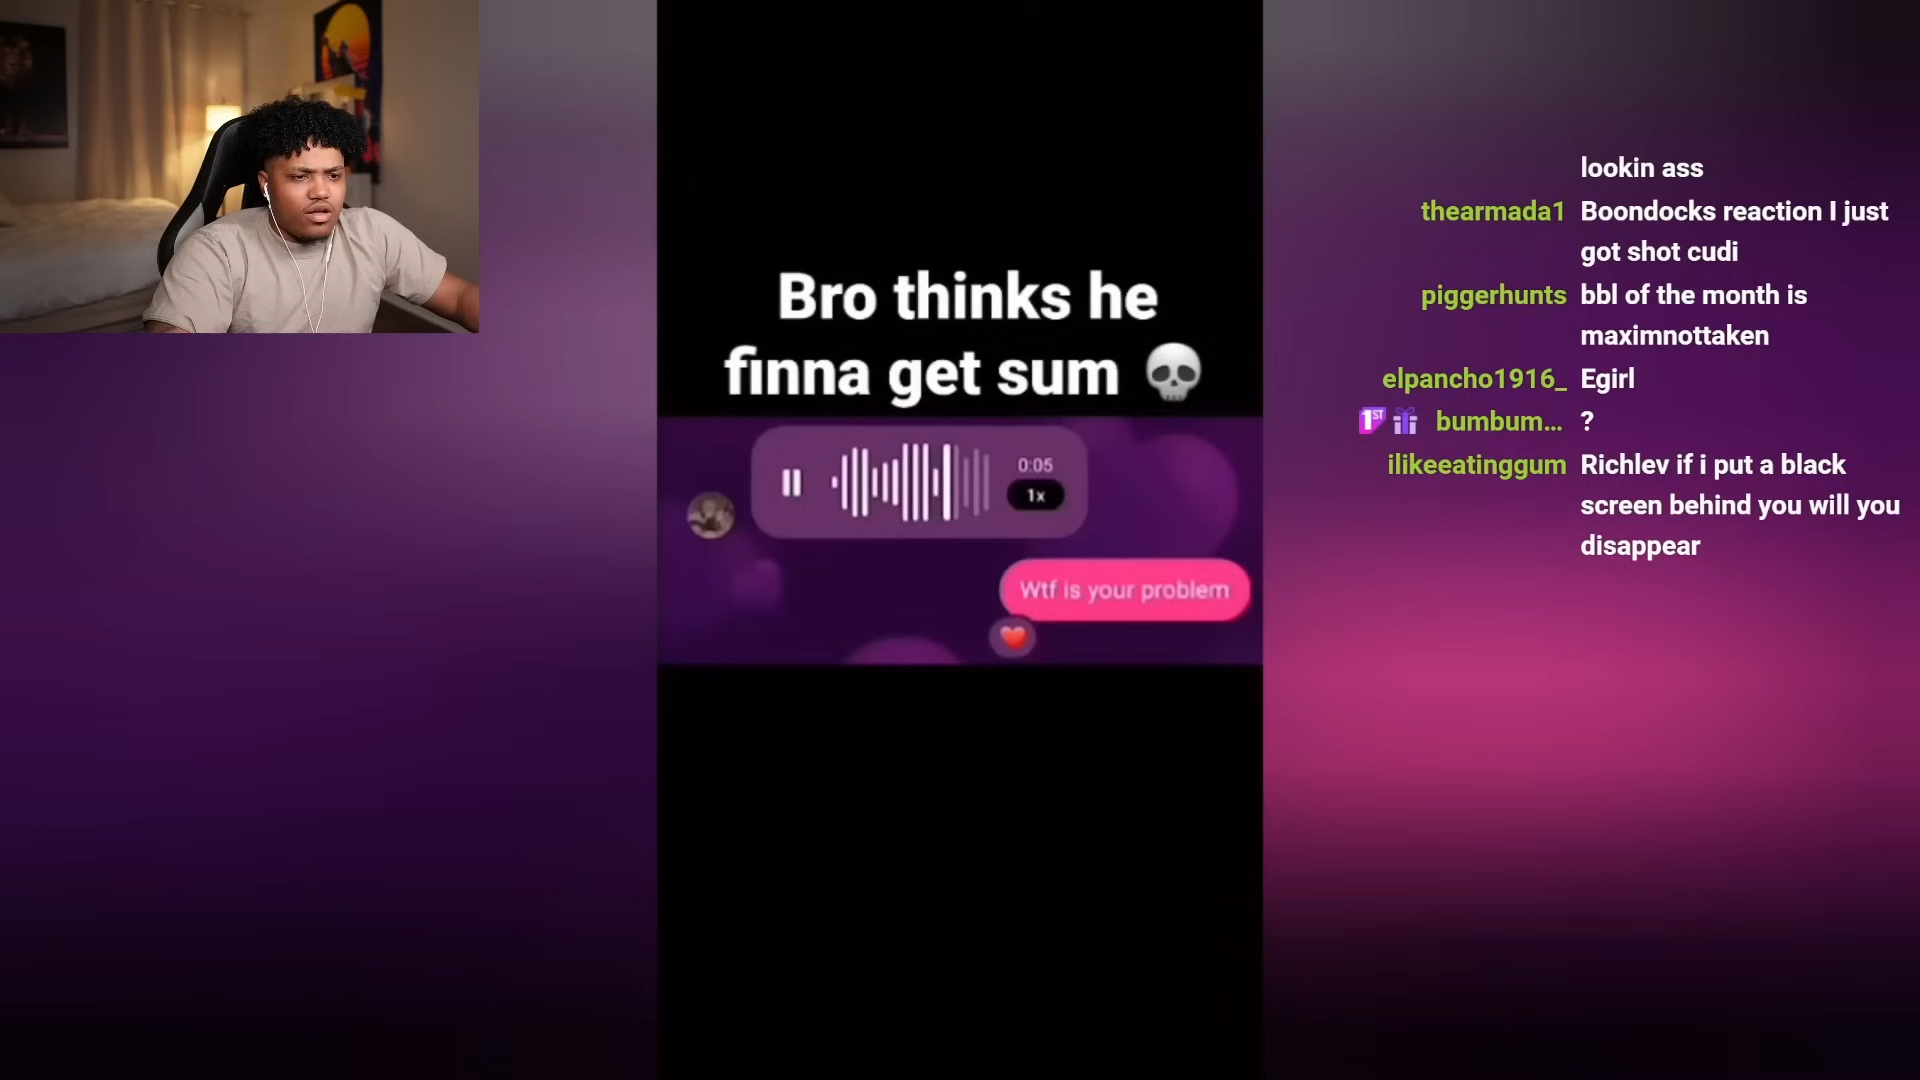 Bro thinks he
finna get sum 💀
0:05
1x
Wtf is your problem
lookin ass
thearmada1 Boondocks reaction I just
got shot cudi
piggerhunts bbl of the month is
maximnottaken
elpancho1916_ Egirl
1ST bumbum... ?
ilikeeatinggum Richlev if i put a black
screen behind you will you
disappear